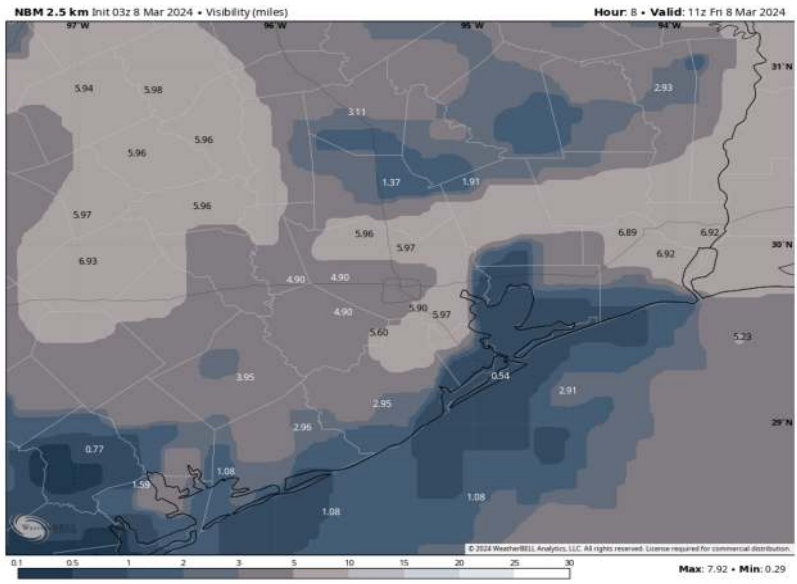 NBM 2.5 km Init 03z 8 Mar 2024 • Visibility (miles) Hour: 8 • Valid: 11z Fri 8 Mar 2024
97°W 96°W 95°W 94°W
31°N
5.94 5.98 2.93
3.11
5.96 5.96
1.37 1.91
5.96
5.97
5.96 5.97 6.89 6.92
30°N
6.93 6.92
4.90 4.90
4.90 5.90 5.97
5.60 5.23
3.95 0.54
2.95 2.91
2.96 29°N
0.77
1.08
1.59
1.08 1.08
WeatherBELL
© 2024 WeatherBELL Analytics, LLC. All rights reserved. License required for commercial distribution.
0.1 0.5 1 2 3 5 10 15 20 25 30
Max: 7.92 • Min: 0.29